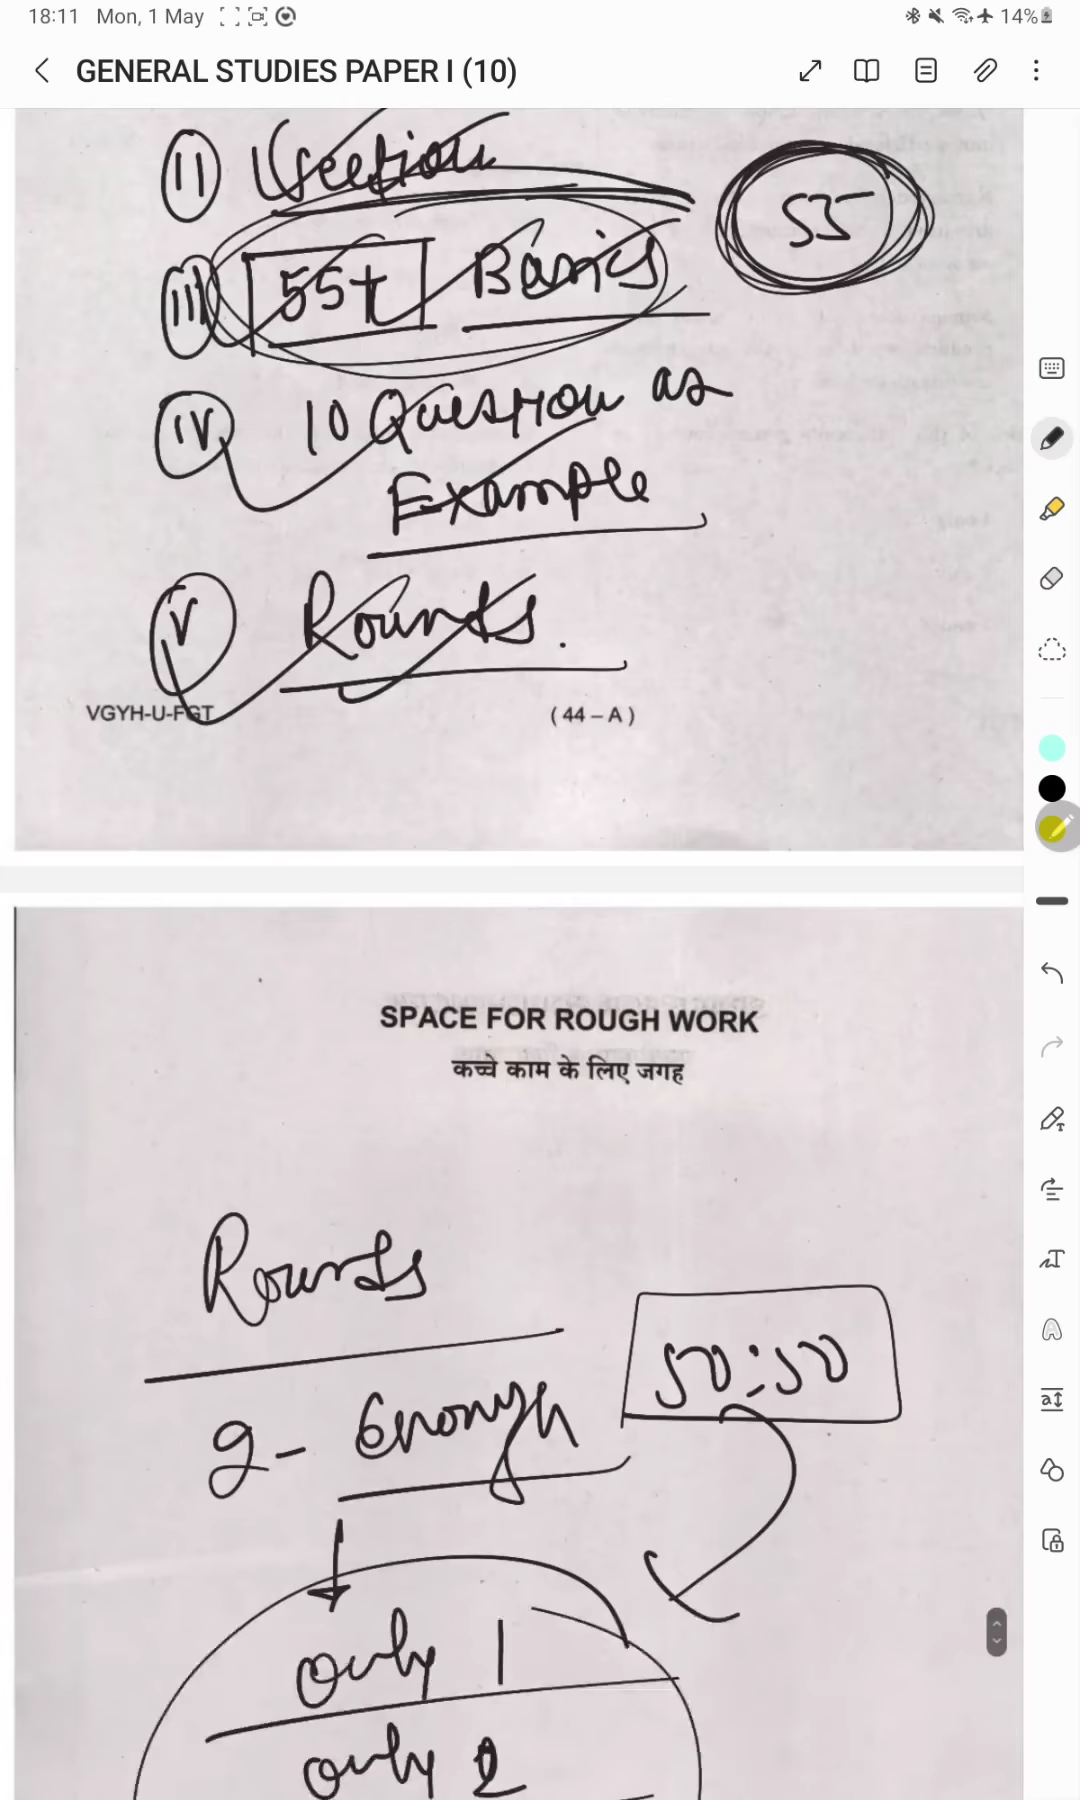 18:11 Mon, 1 May
14%
GENERAL STUDIES PAPER I (10)
II Section
55
III 55+ Basics
IV 10 Question as
Example
V Rounds.
VGYH-U-FGT
( 44 – A )
SPACE FOR ROUGH WORK
कच्चे काम के लिए जगह
Rounds
50:50
2- Enough
only 1
only 2